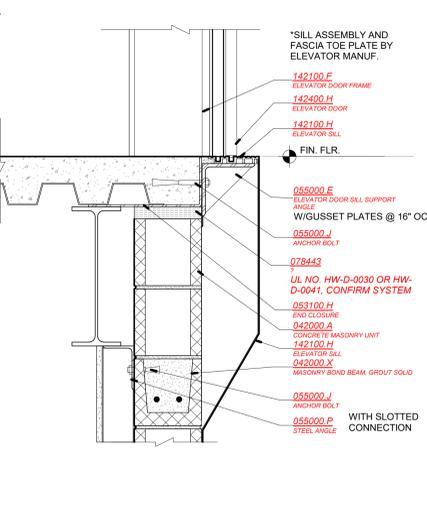 *SILL ASSEMBLY AND
FASCIA TOE PLATE BY
ELEVATOR MANUF.
142100.F
ELEVATOR DOOR FRAME
142400.H
ELEVATOR DOOR
142100.H
ELEVATOR SILL
FIN. FLR.
055000.E
ELEVATOR DOOR SILL SUPPORT
ANGLE
W/GUSSET PLATES @ 16" OC
055000.J
ANCHOR BOLT
078443
?
UL NO. HW-D-0030 OR HW-
D-0041, CONFIRM SYSTEM
053100.H
END CLOSURE
042000.A
CONCRETE MASONRY UNIT
142100.H
ELEVATOR SILL
042000.X
MASONRY BOND BEAM, GROUT SOLID
055000.J
ANCHOR BOLT
055000.P
STEEL ANGLE
WITH SLOTTED
CONNECTION